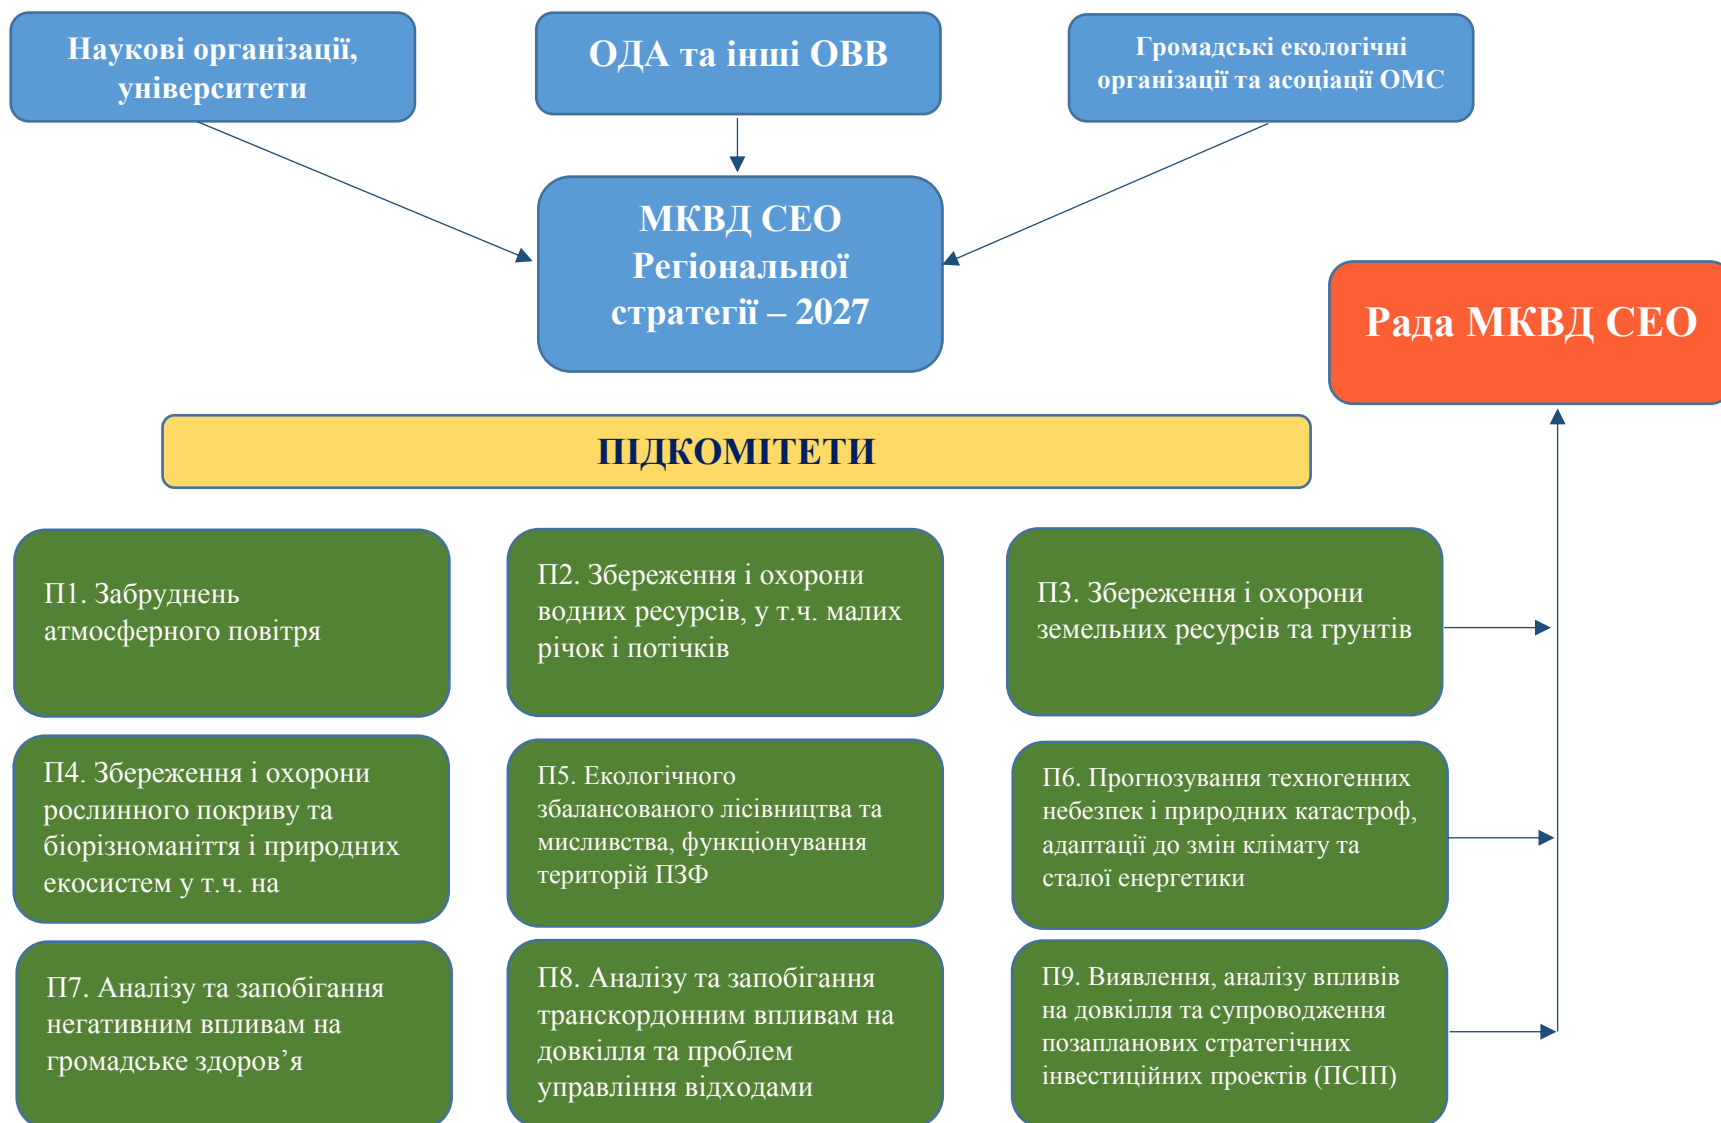 Наукові організації,
університети
ОДА та інші ОВВ
Громадські екологічні
організації та асоціації ОМС
МКВД СЕО
Регіональної
стратегії – 2027
Рада МКВД СЕО
ПІДКОМІТЕТИ
П1. Забруднень
атмосферного повітря
П2. Збереження і охорони
водних ресурсів, у т.ч. малих
річок і потічків
П3. Збереження і охорони
земельних ресурсів та грунтів
П4. Збереження і охорони
рослинного покриву та
біорізноманіття і природних
екосистем у т.ч. на
П5. Екологічного
збалансованого лісівництва та
мисливства, функціонування
територій ПЗФ
П6. Прогнозування техногенних
небезпек і природних катастроф,
адаптації до змін клімату та
сталої енергетики
П7. Аналізу та запобігання
негативним впливам на
громадське здоров’я
П8. Аналізу та запобігання
транскордонним впливам на
довкілля та проблем
управління відходами
П9. Виявлення, аналізу впливів
на довкілля та супроводження
позапланових стратегічних
інвестиційних проектів (ПСІП)